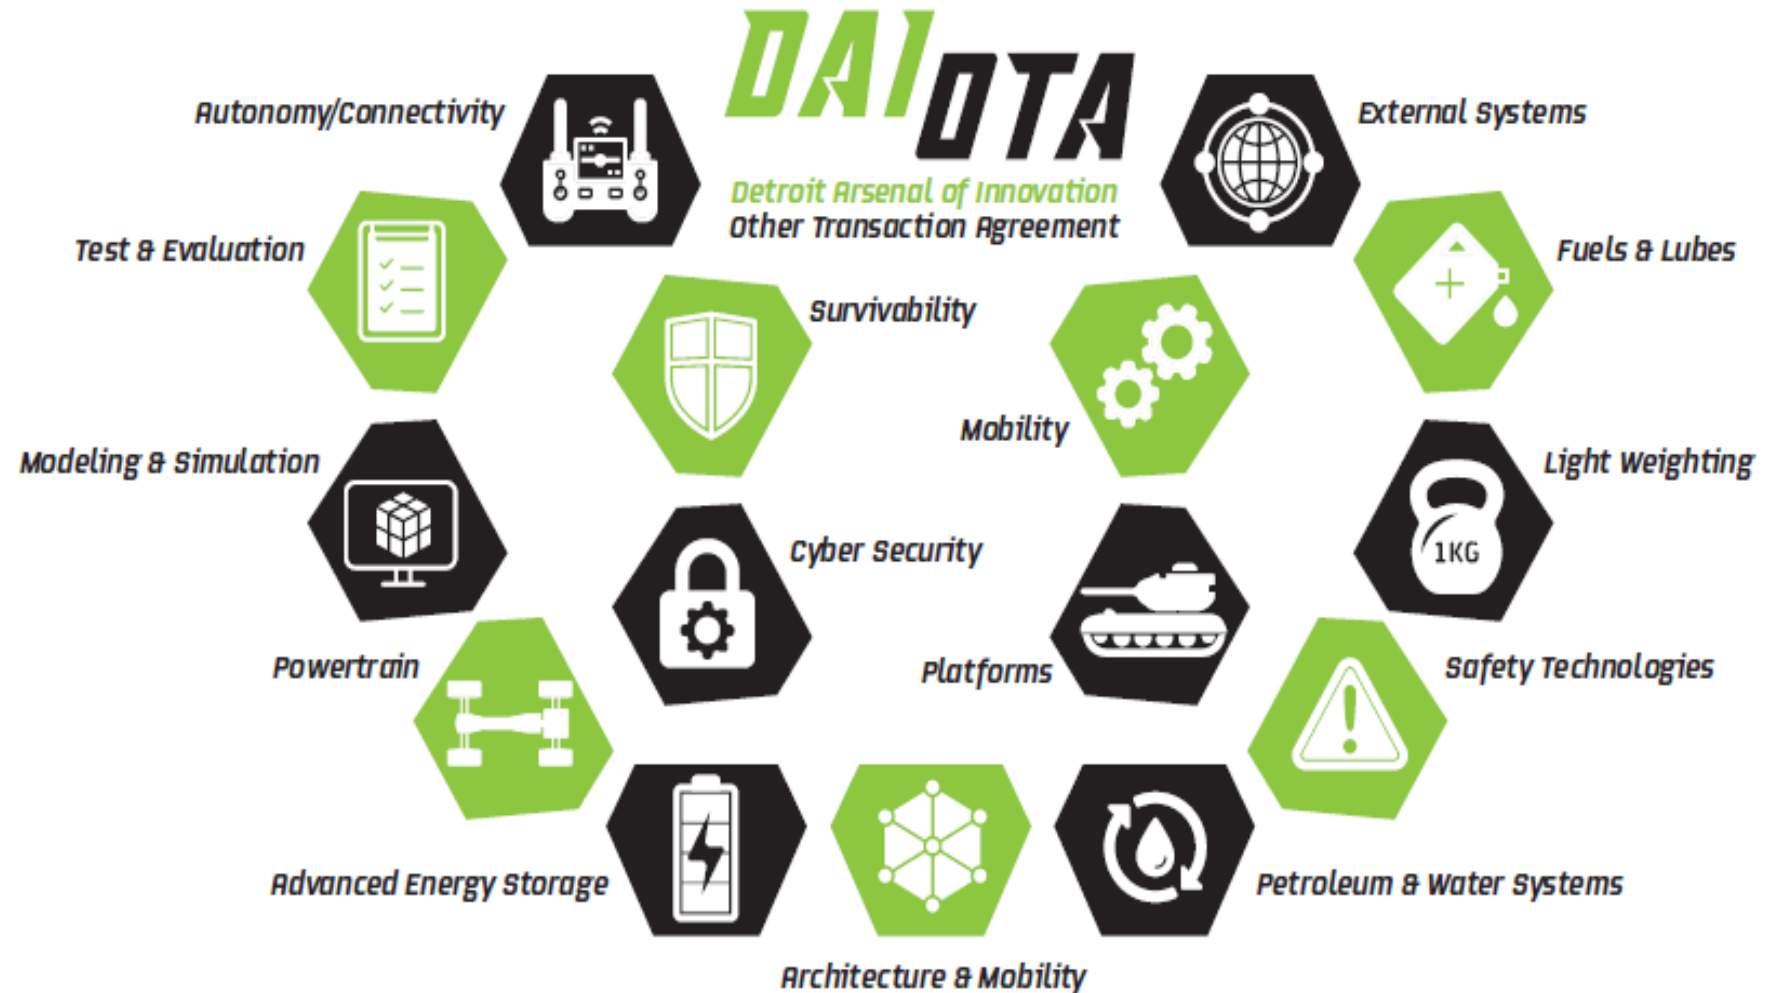 DAI
OTA
Detroit Arsenal of Innovation
Other Transaction Agreement
Autonomy/Connectivity
External Systems
Test & Evaluation
Fuels & Lubes
Survivability
Mobility
Modeling & Simulation
Light Weighting
1KG
Cyber Security
Platforms
Powertrain
Safety Technologies
Advanced Energy Storage
Petroleum & Water Systems
Architecture & Mobility